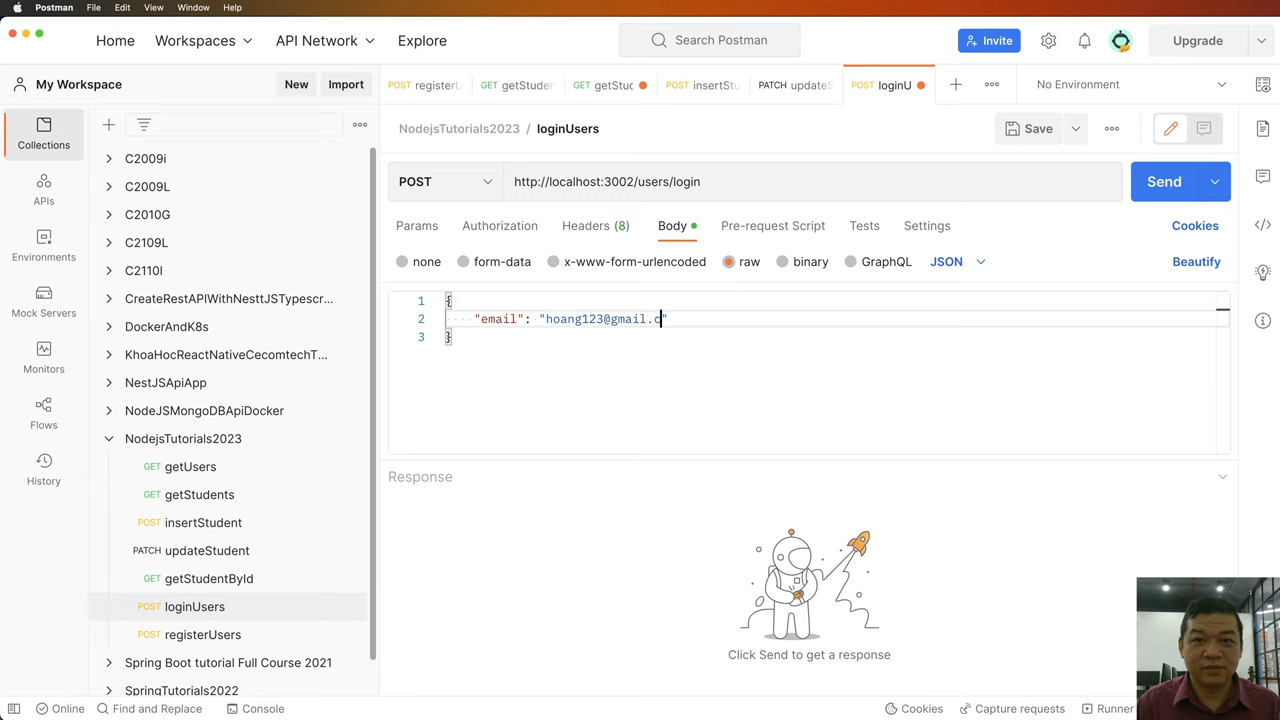 Postman File Edit View Window Help
Home Workspaces API Network Explore Search Postman Invite Upgrade
My Workspace New Import POST registerU GET getStuden GET getStuc POST insertStu PATCH updateS POST loginU No Environment
NodejsTutorials2023 / loginUsers Save
POST http://localhost:3002/users/login Send
Params Authorization Headers (8) Body Pre-request Script Tests Settings Cookies
none form-data x-www-form-urlencoded raw binary GraphQL JSON Beautify
1 {
2 "email": "hoang123@gmail.c"
3 }
Response
Click Send to get a response
Collections
APIs
Environments
Mock Servers
Monitors
Flows
History
C2009i
C2009L
C2010G
C2109L
C2110I
CreateRestAPIWithNesttJSTypescr...
DockerAndK8s
KhoaHocReactNativeCecomtechT...
NestJSApiApp
NodeJSMongoDBApiDocker
NodejsTutorials2023
GET getUsers
GET getStudents
POST insertStudent
PATCH updateStudent
GET getStudentById
POST loginUsers
POST registerUsers
Spring Boot tutorial Full Course 2021
SpringTutorials2022
Online Find and Replace Console Cookies Capture requests Runner